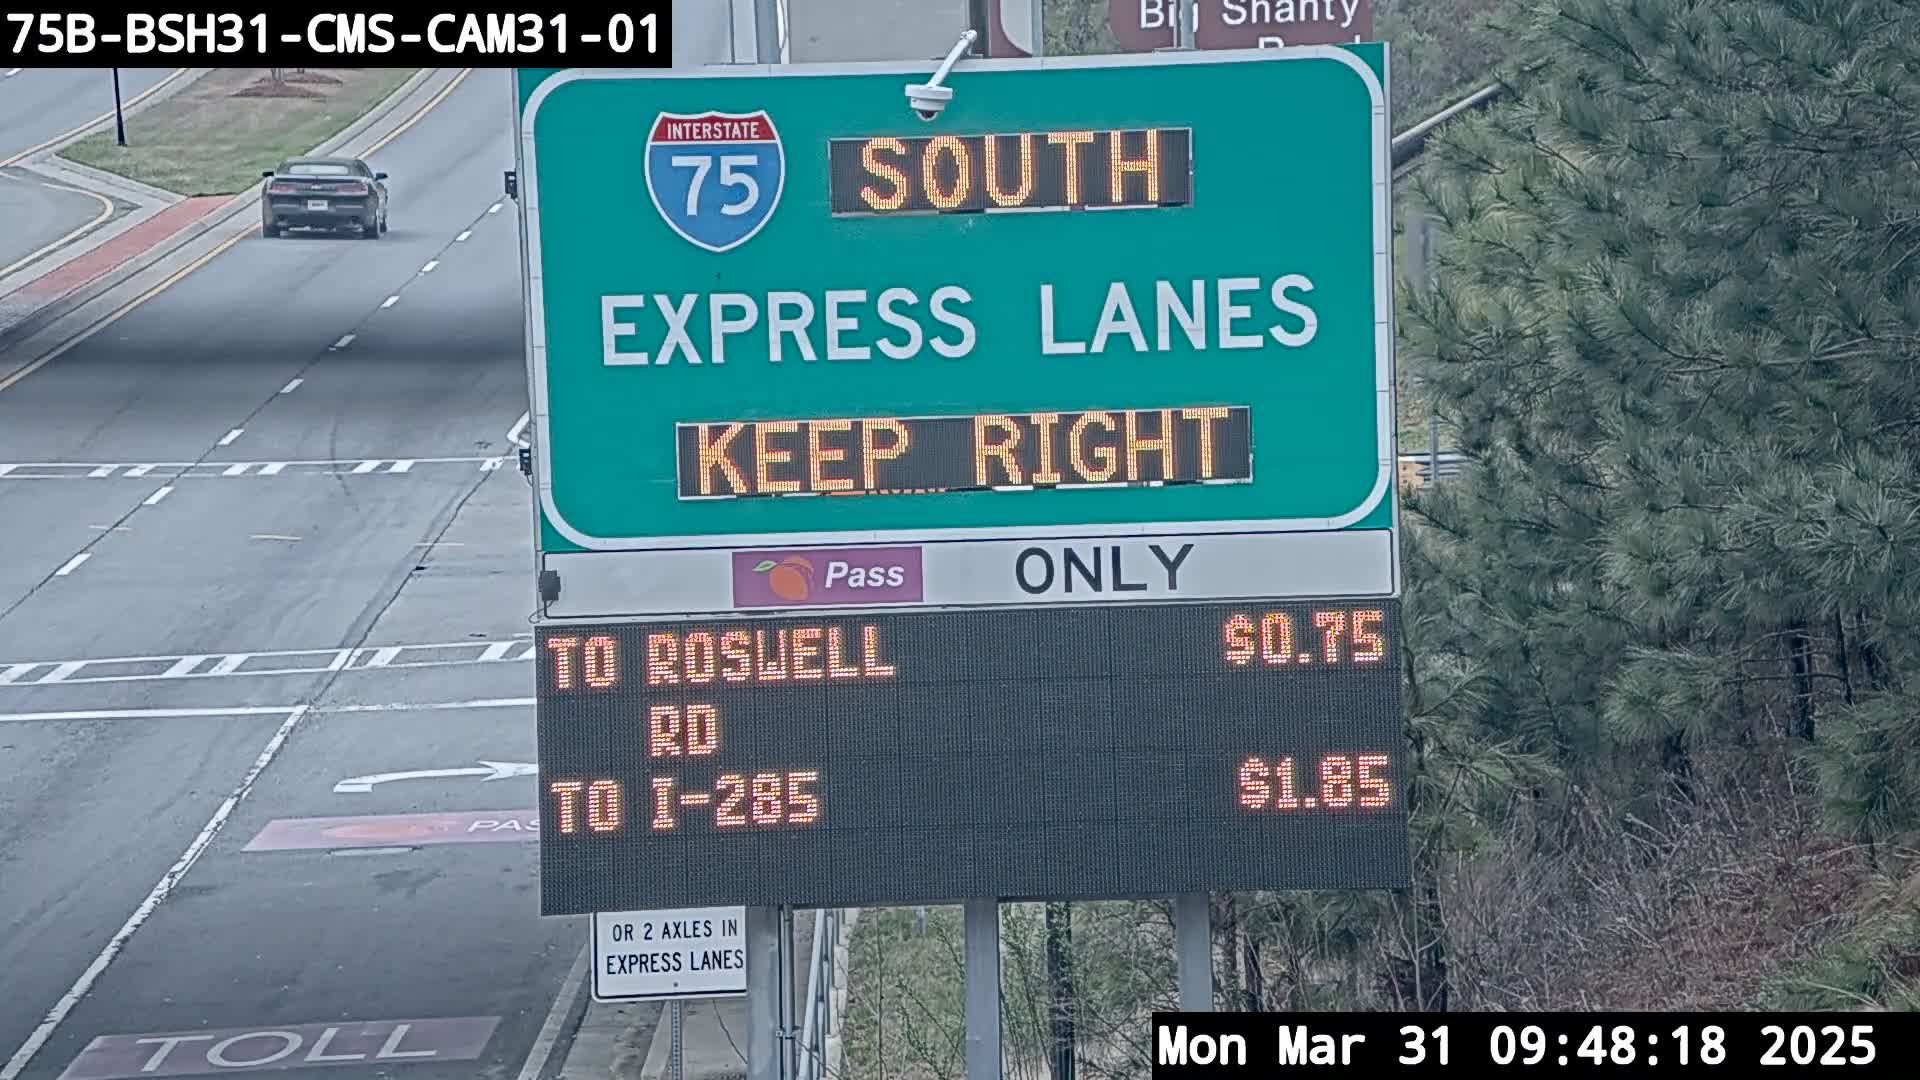 75B-BSH31-CMS-CAM31-01
Big Shanty
INTERSTATE
75
SOUTH
EXPRESS LANES
KEEP RIGHT
Pass ONLY
TO ROSWELL $0.75
RD
TO I-285 $1.85
PAS
OR 2 AXLES IN
EXPRESS LANES
TOLL
Mon Mar 31 09:48:18 2025